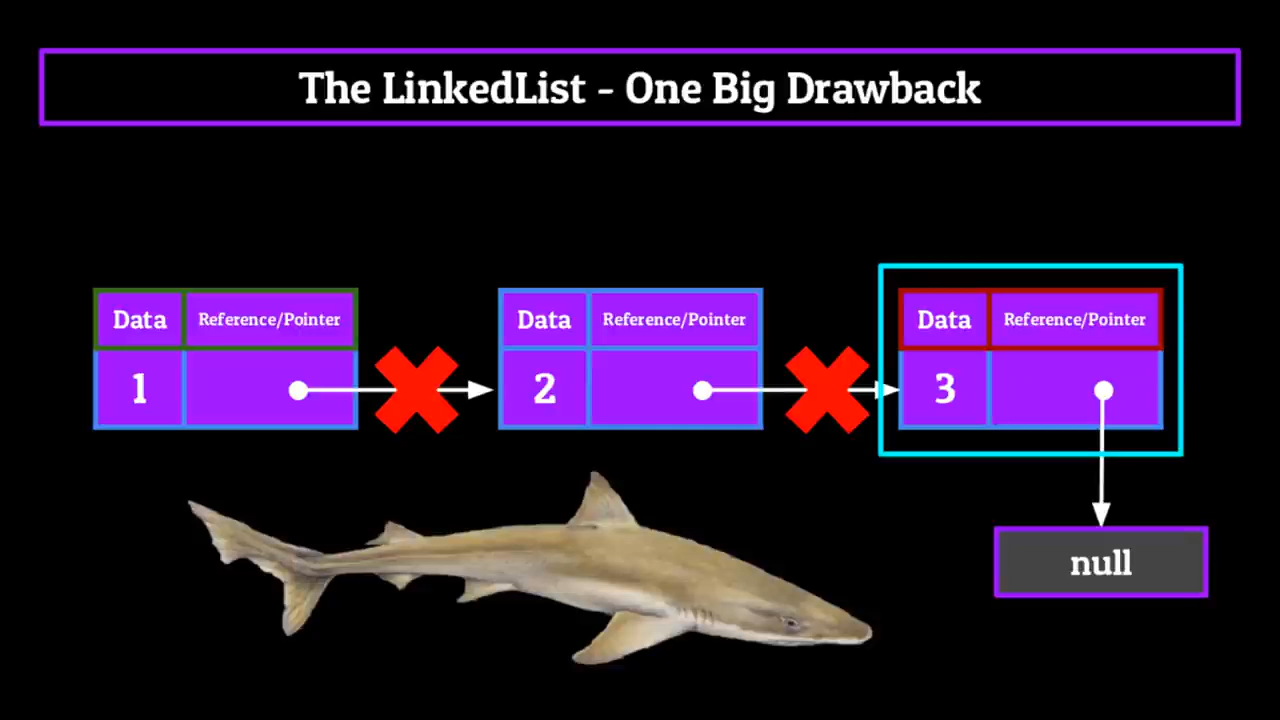 The LinkedList - One Big Drawback
Data Reference/Pointer
1
Data Reference/Pointer
2
Data Reference/Pointer
3
null